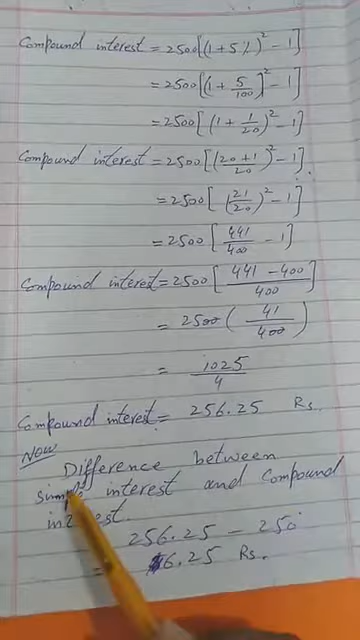 Compound interest = 2500[(1+5%)² - 1]
= 2500[(1+5/100)² - 1]
= 2500[(1+1/20)² - 1]
Compound interest = 2500[(20+1/20)² - 1]
= 2500[(21/20)² - 1]
= 2500[441/400 - 1]
Compound interest = 2500[441-400/400]
= 2500(41/400)
= 1025/4
Compound interest = 256.25 Rs.
Now
Difference between
simple interest and Compound
interest.
256.25 - 250
= 6.25 Rs.